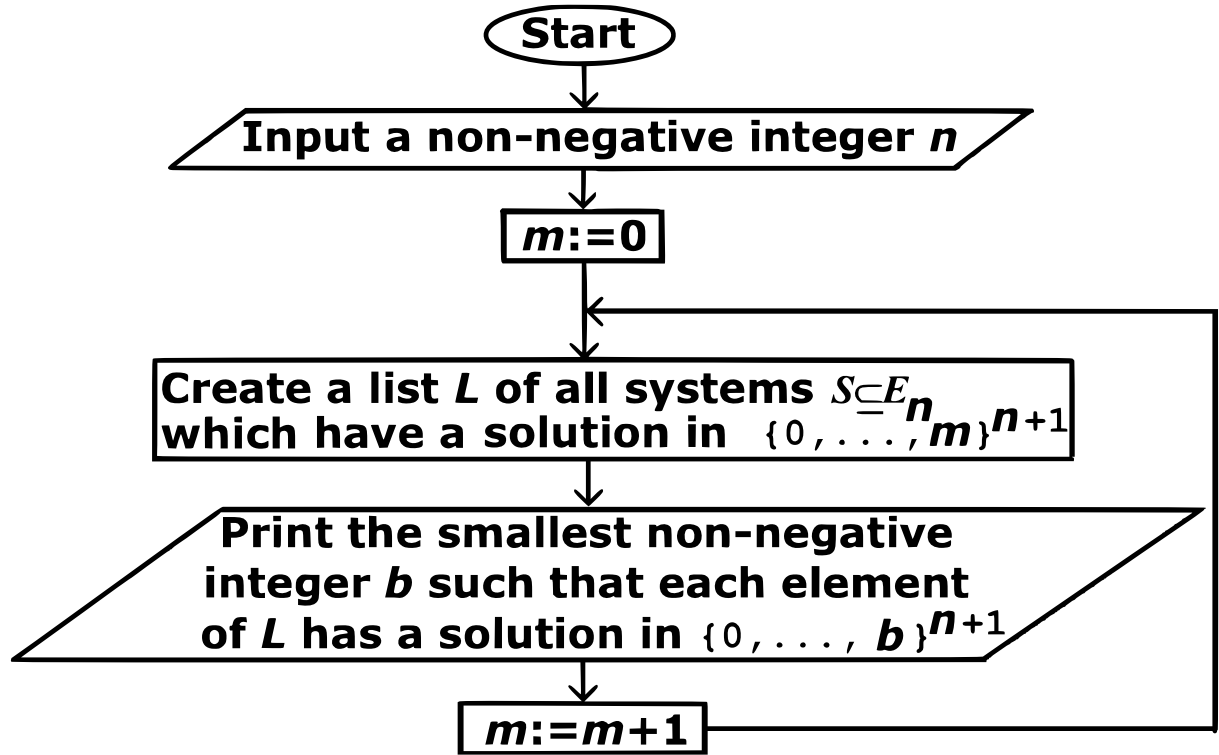 Start
Input a non-negative integer n
m:=0
Create a list L of all systems S⊆Eₙ
which have a solution in {0, . . . , m}ⁿ⁺¹
Print the smallest non-negative
integer b such that each element
of L has a solution in {0, . . . , b}ⁿ⁺¹
m:=m+1